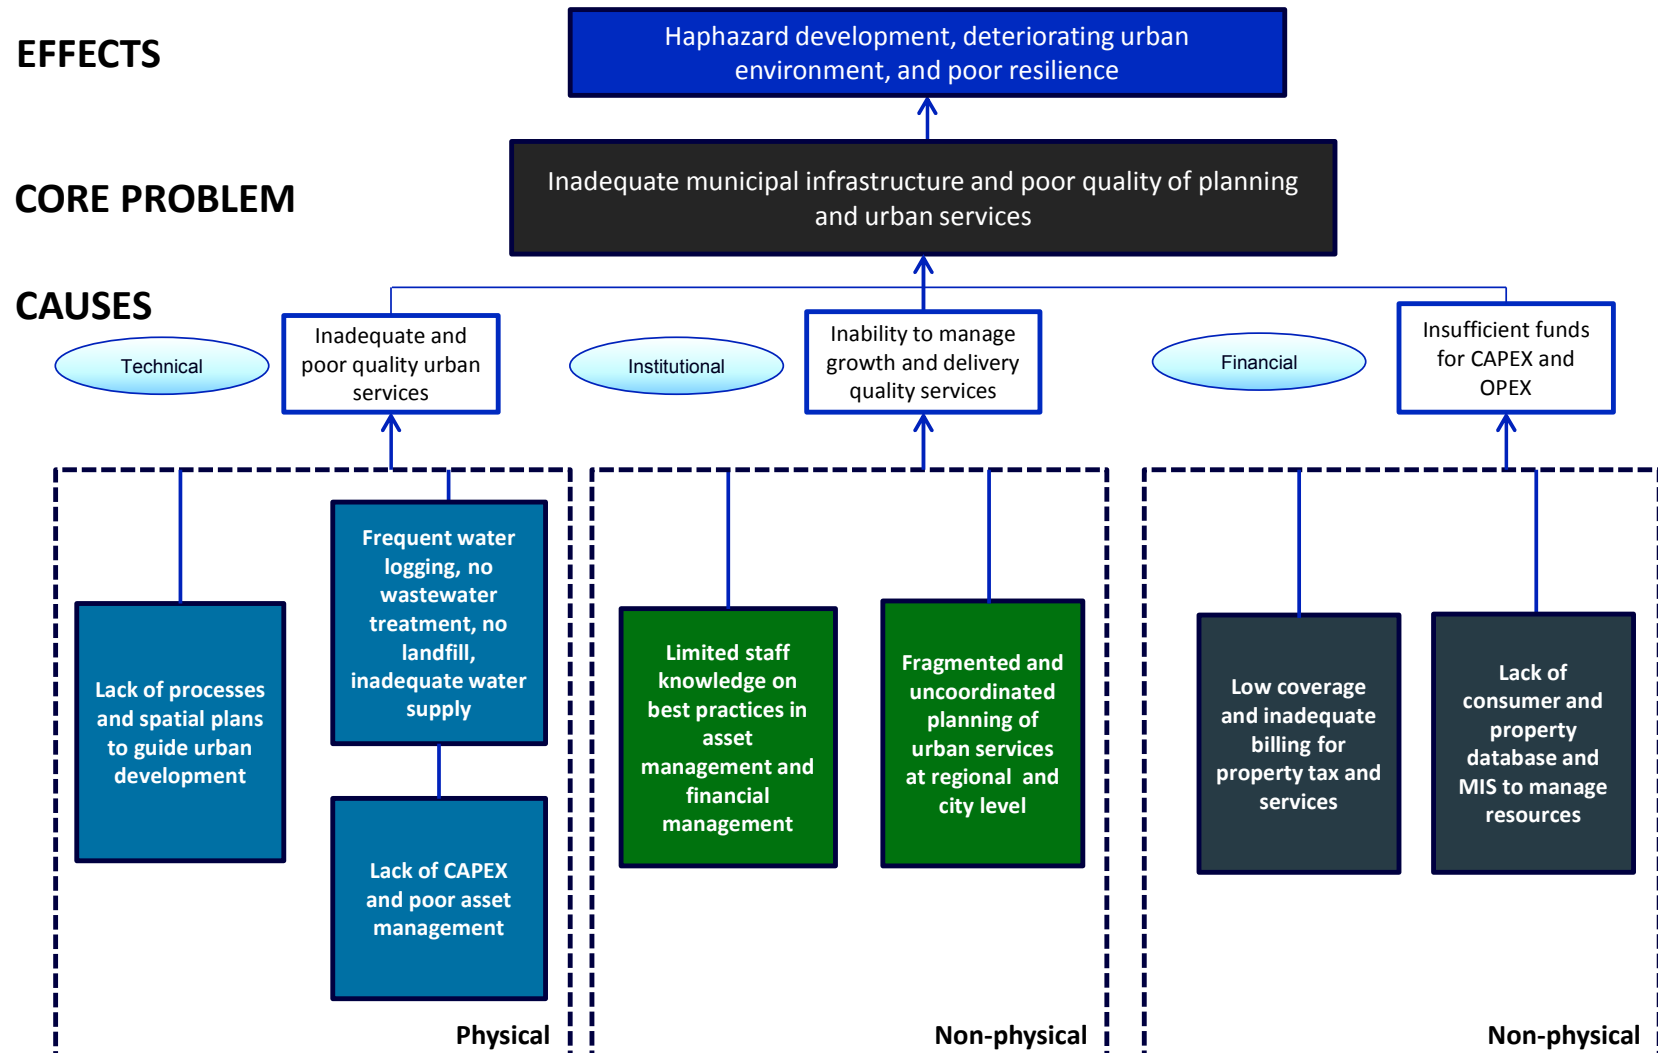 EFFECTS
Haphazard development, deteriorating urban
environment, and poor resilience
CORE PROBLEM
Inadequate municipal infrastructure and poor quality of planning
and urban services
CAUSES
Technical
Inadequate and
poor quality urban
services
Institutional
Inability to manage
growth and delivery
quality services
Financial
Insufficient funds
for CAPEX and
OPEX
Lack of processes
and spatial plans
to guide urban
development
Frequent water
logging, no
wastewater
treatment, no
landfill,
inadequate water
supply
Lack of CAPEX
and poor asset
management
Physical
Limited staff
knowledge on
best practices in
asset
management and
financial
management
Fragmented and
uncoordinated
planning of
urban services
at regional and
city level
Non-physical
Low coverage
and inadequate
billing for
property tax and
services
Lack of
consumer and
property
database and
MIS to manage
resources
Non-physical